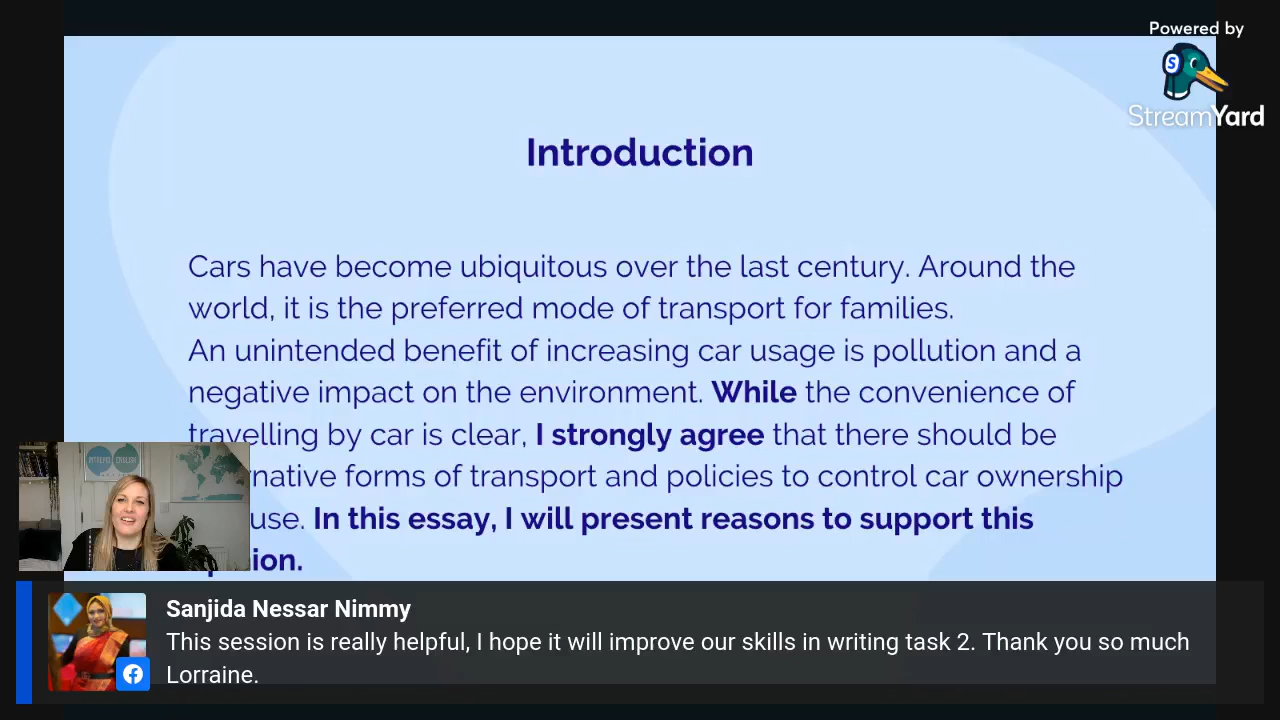 Powered by
StreamYard
Introduction
Cars have become ubiquitous over the last century. Around the
world, it is the preferred mode of transport for families.
An unintended benefit of increasing car usage is pollution and a
negative impact on the environment. While the convenience of
travelling by car is clear, I strongly agree that there should be
rnative forms of transport and policies to control car ownership
use. In this essay, I will present reasons to support this
ion.
Sanjida Nessar Nimmy
This session is really helpful, I hope it will improve our skills in writing task 2. Thank you so much
Lorraine.